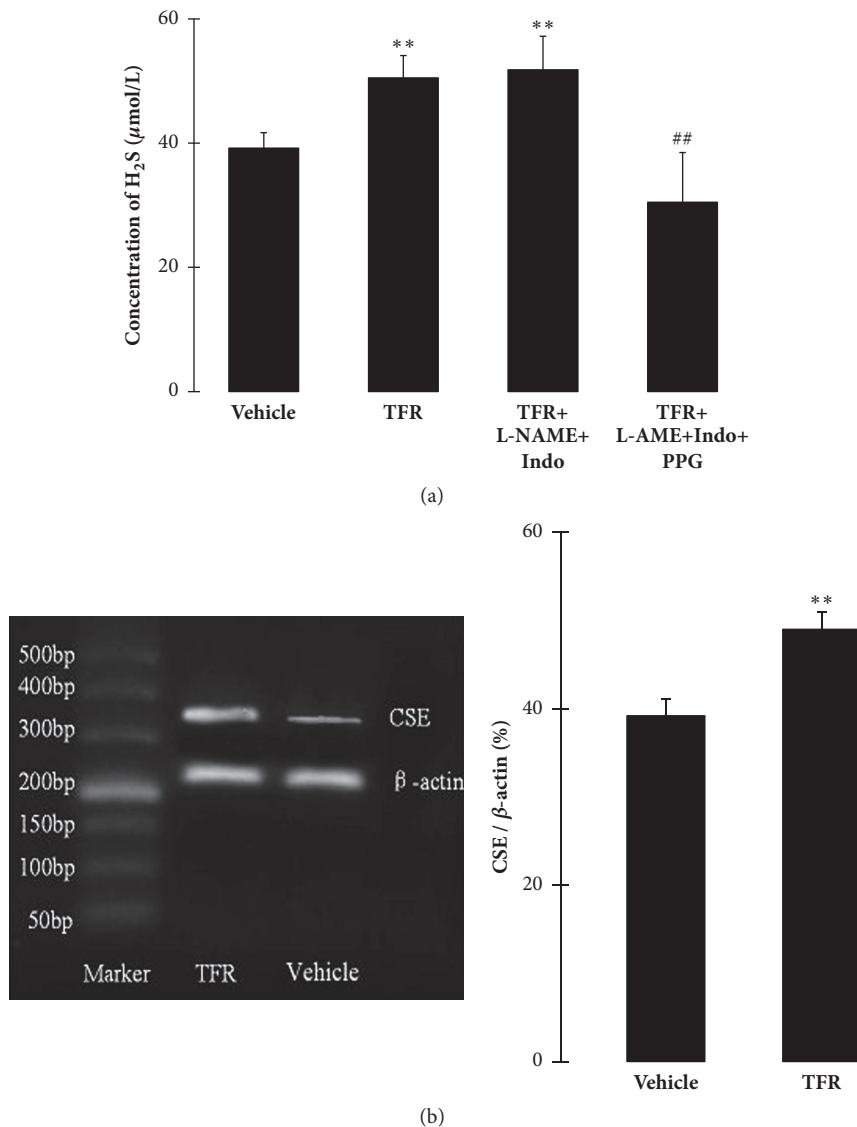 60
40
20
0
Concentration of H2S (μmol/L)
**
**
##
Vehicle
TFR
TFR+
L-NAME+
Indo
TFR+
L-AME+Indo+
PPG
(a)
500bp
400bp
300bp
200bp
150bp
100bp
50bp
CSE
β-actin
Marker
TFR
Vehicle
60
40
20
0
CSE / β-actin (%)
**
Vehicle
TFR
(b)